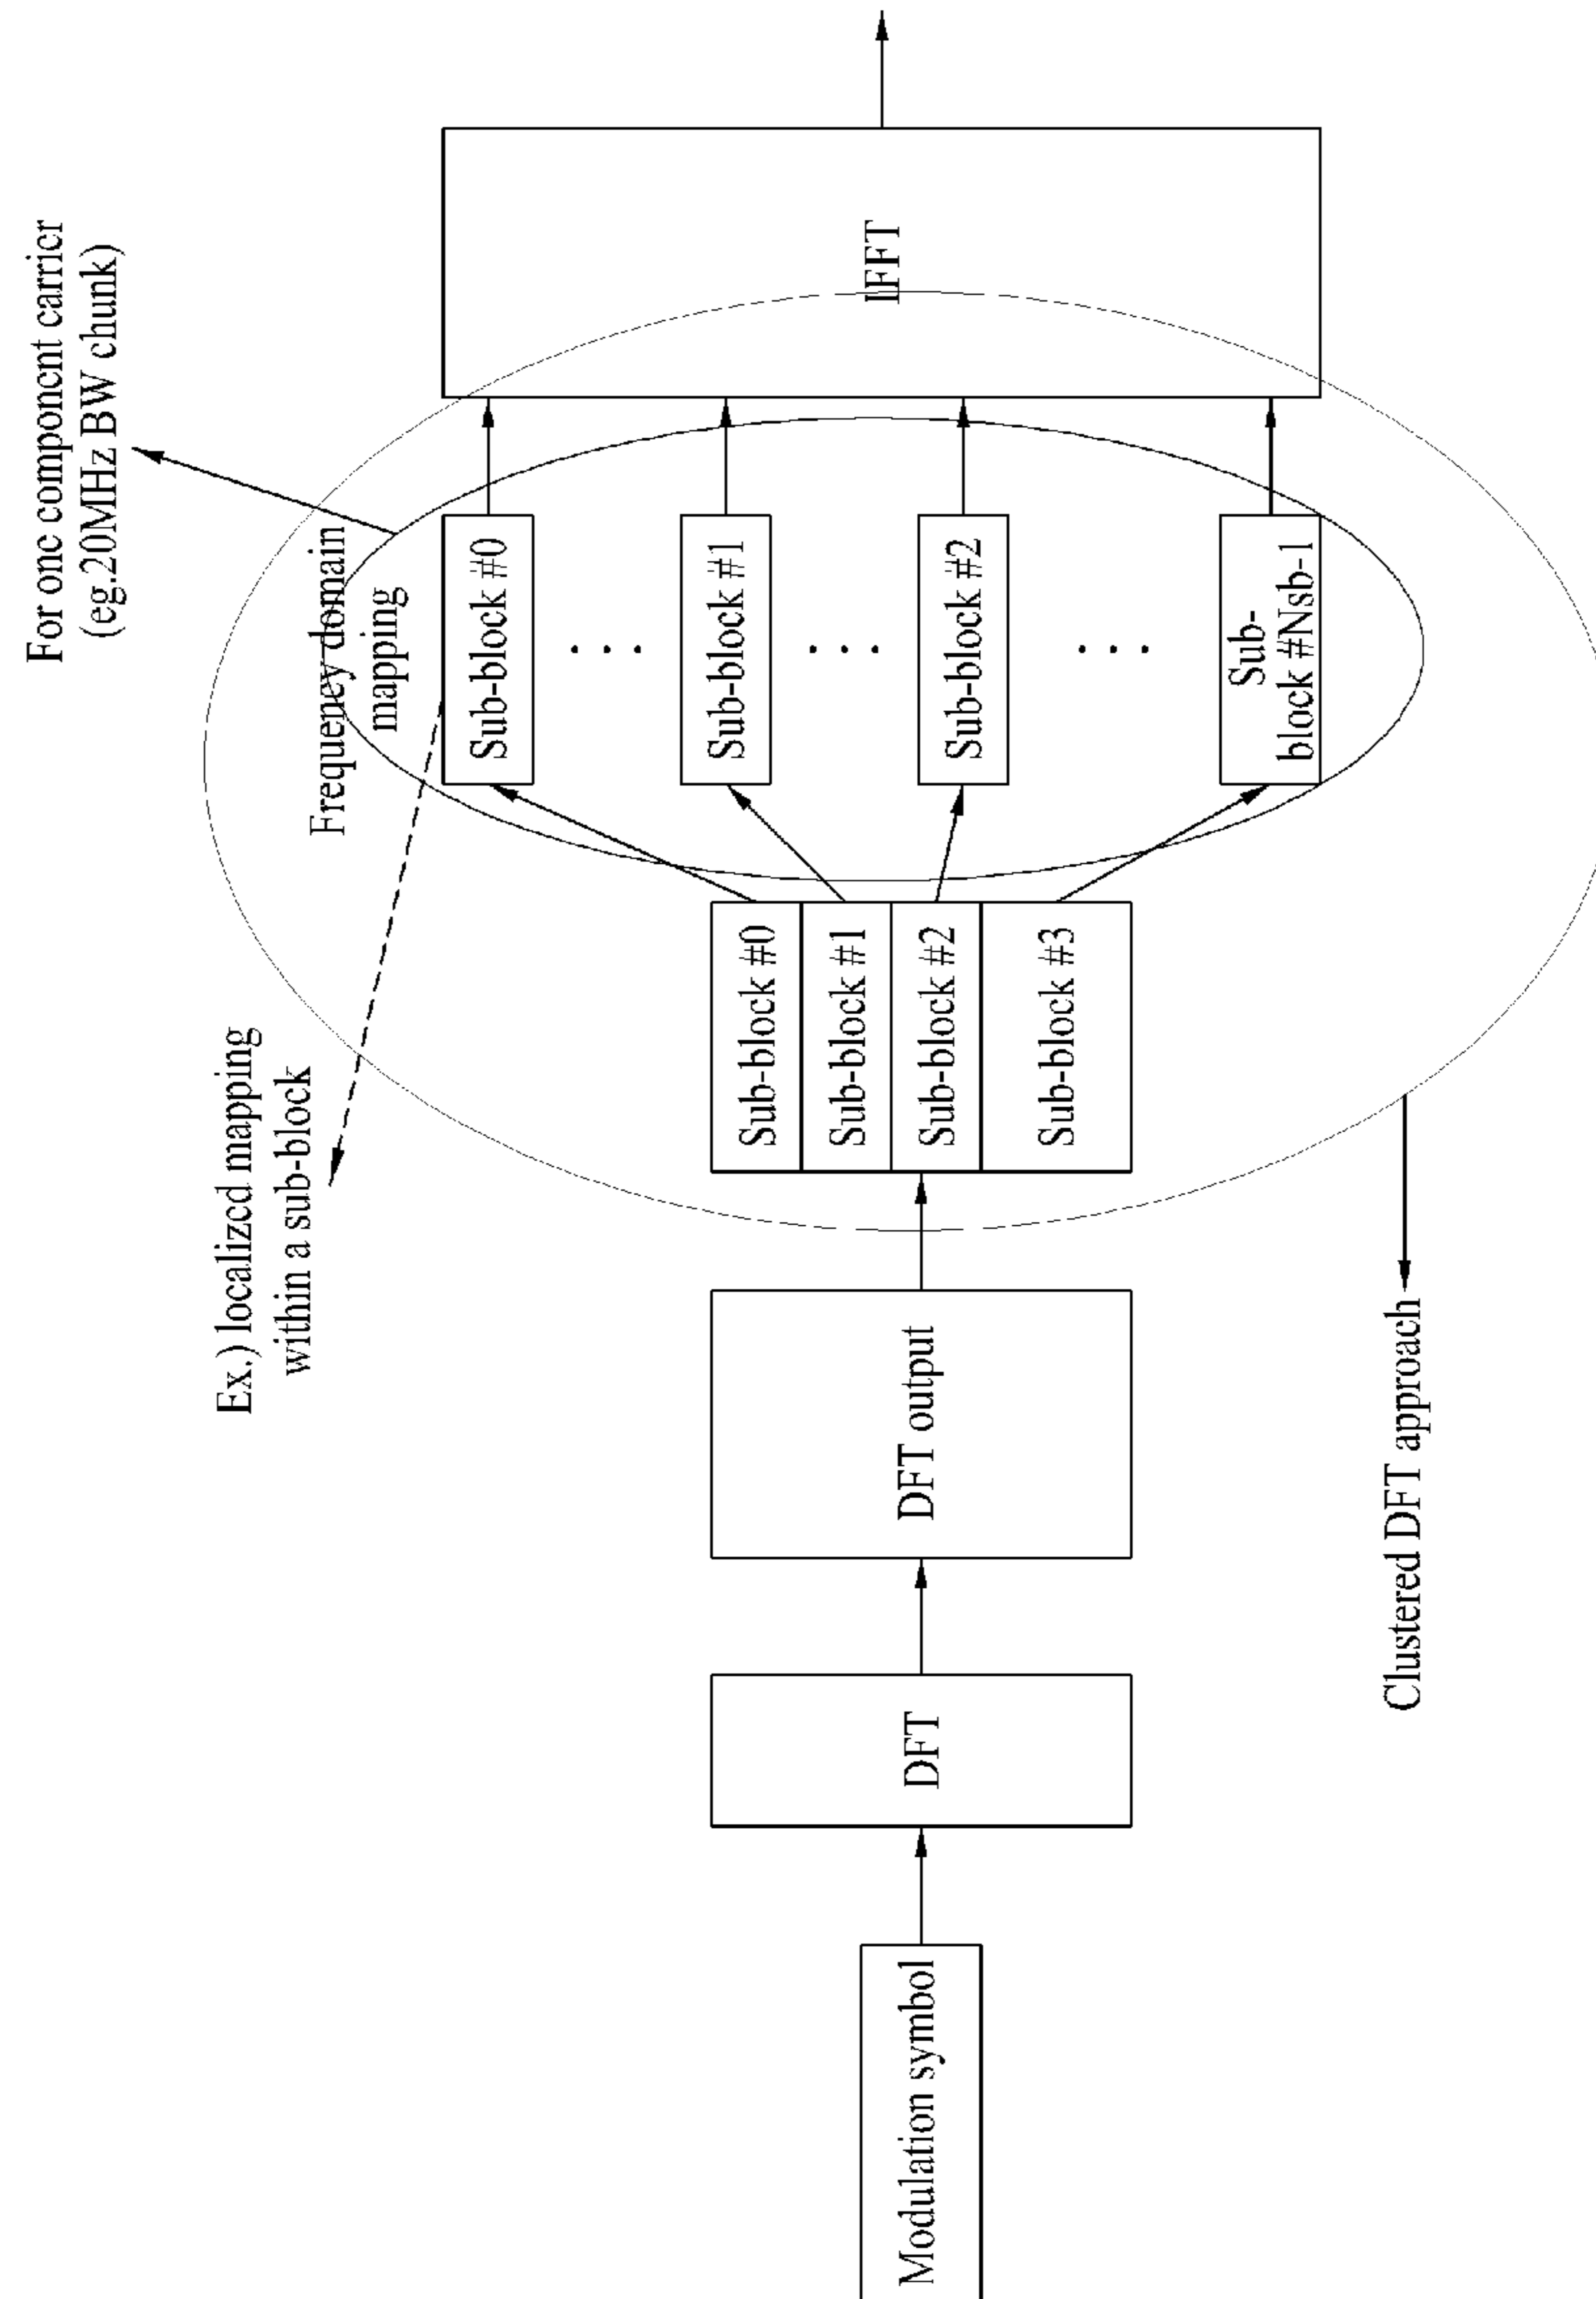 For one component carrier
(eg.20MHz BW chunk)
Ex.) localized mapping
within a sub-block
Frequency domain
mapping
Modulation symbol
DFT
DFT output
Sub-block #0
Sub-block #1
Sub-block #2
Sub-block #3
Sub-block #0
Sub-block #1
Sub-block #2
Sub-
block #Nsb-1
IFFT
Clustered DFT approach